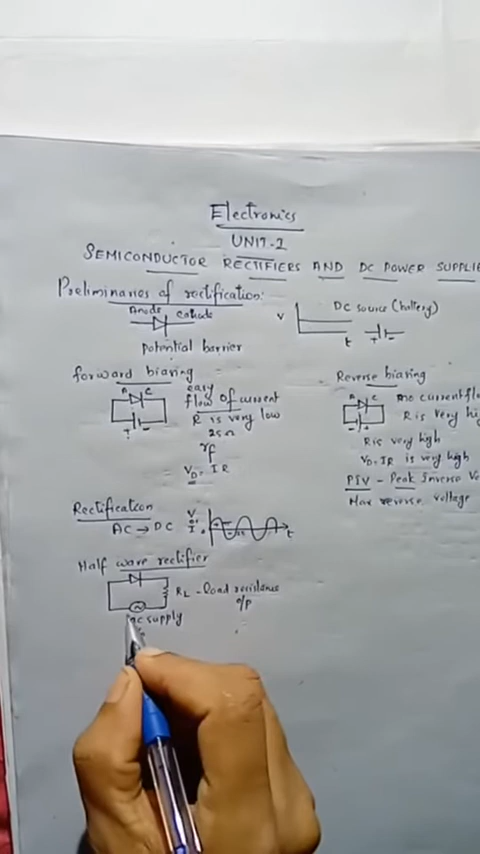 Electronics
UNIT-2
SEMICONDUCTOR RECTIFIERS AND DC POWER SUPPLIE
Preliminaries of rectification:
Anode cathode
Potential barrier
V
DC source (battery)
t
forward biasing
A C
easy
flow of current
R is very low
25Ω
rf
VD = IR
Reverse biasing
A C
no current flo
R is very hig
R is very high
VD = IR is very high
PIV - Peak Inverse Vo
Max reverse voltage
Rectification
AC → DC
V
or
I
t
Half wave rectifier
RL - load resistance
o/p
ac supply